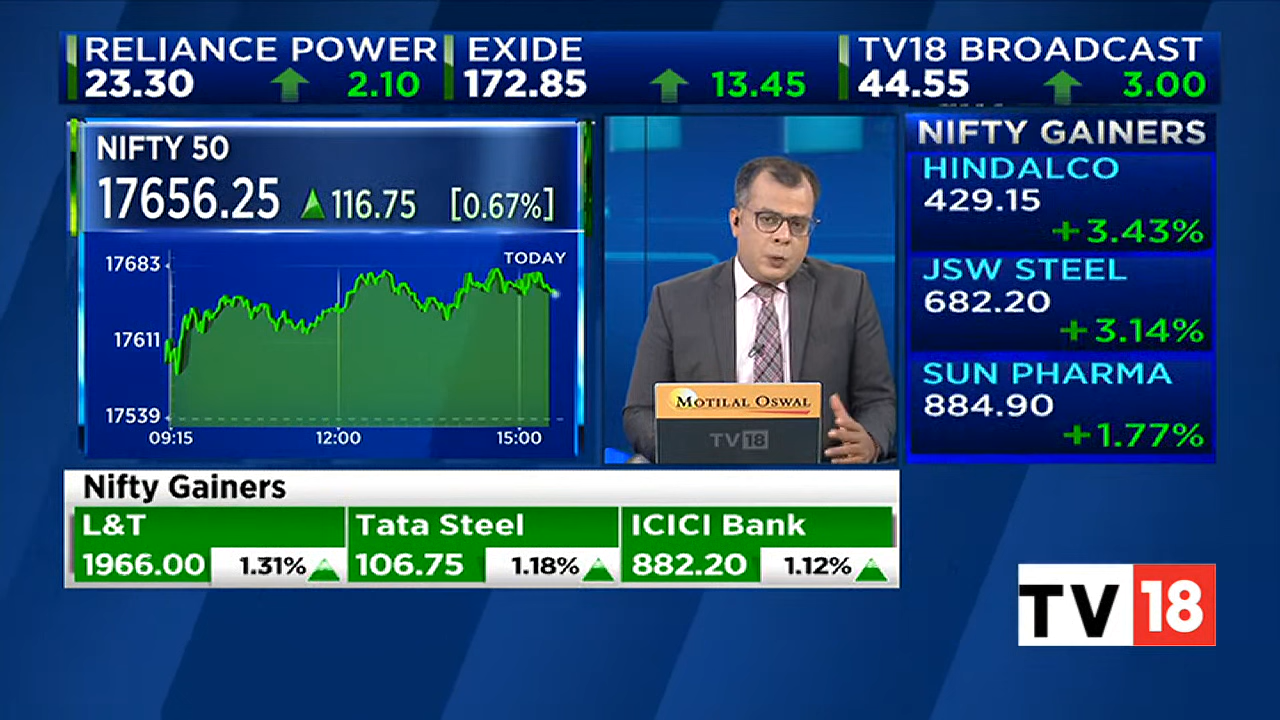 RELIANCE POWER
23.30 2.10
EXIDE
172.85 13.45
TV18 BROADCAST
44.55 3.00
NIFTY 50
17656.25 116.75 [0.67%]
TODAY
17683
17611
17539
09:15 12:00 15:00
MOTILAL OSWAL
TV18
NIFTY GAINERS
HINDALCO
429.15
+3.43%
JSW STEEL
682.20
+3.14%
SUN PHARMA
884.90
+1.77%
Nifty Gainers
L&T
1966.00 1.31%
Tata Steel
106.75 1.18%
ICICI Bank
882.20 1.12%
TV18